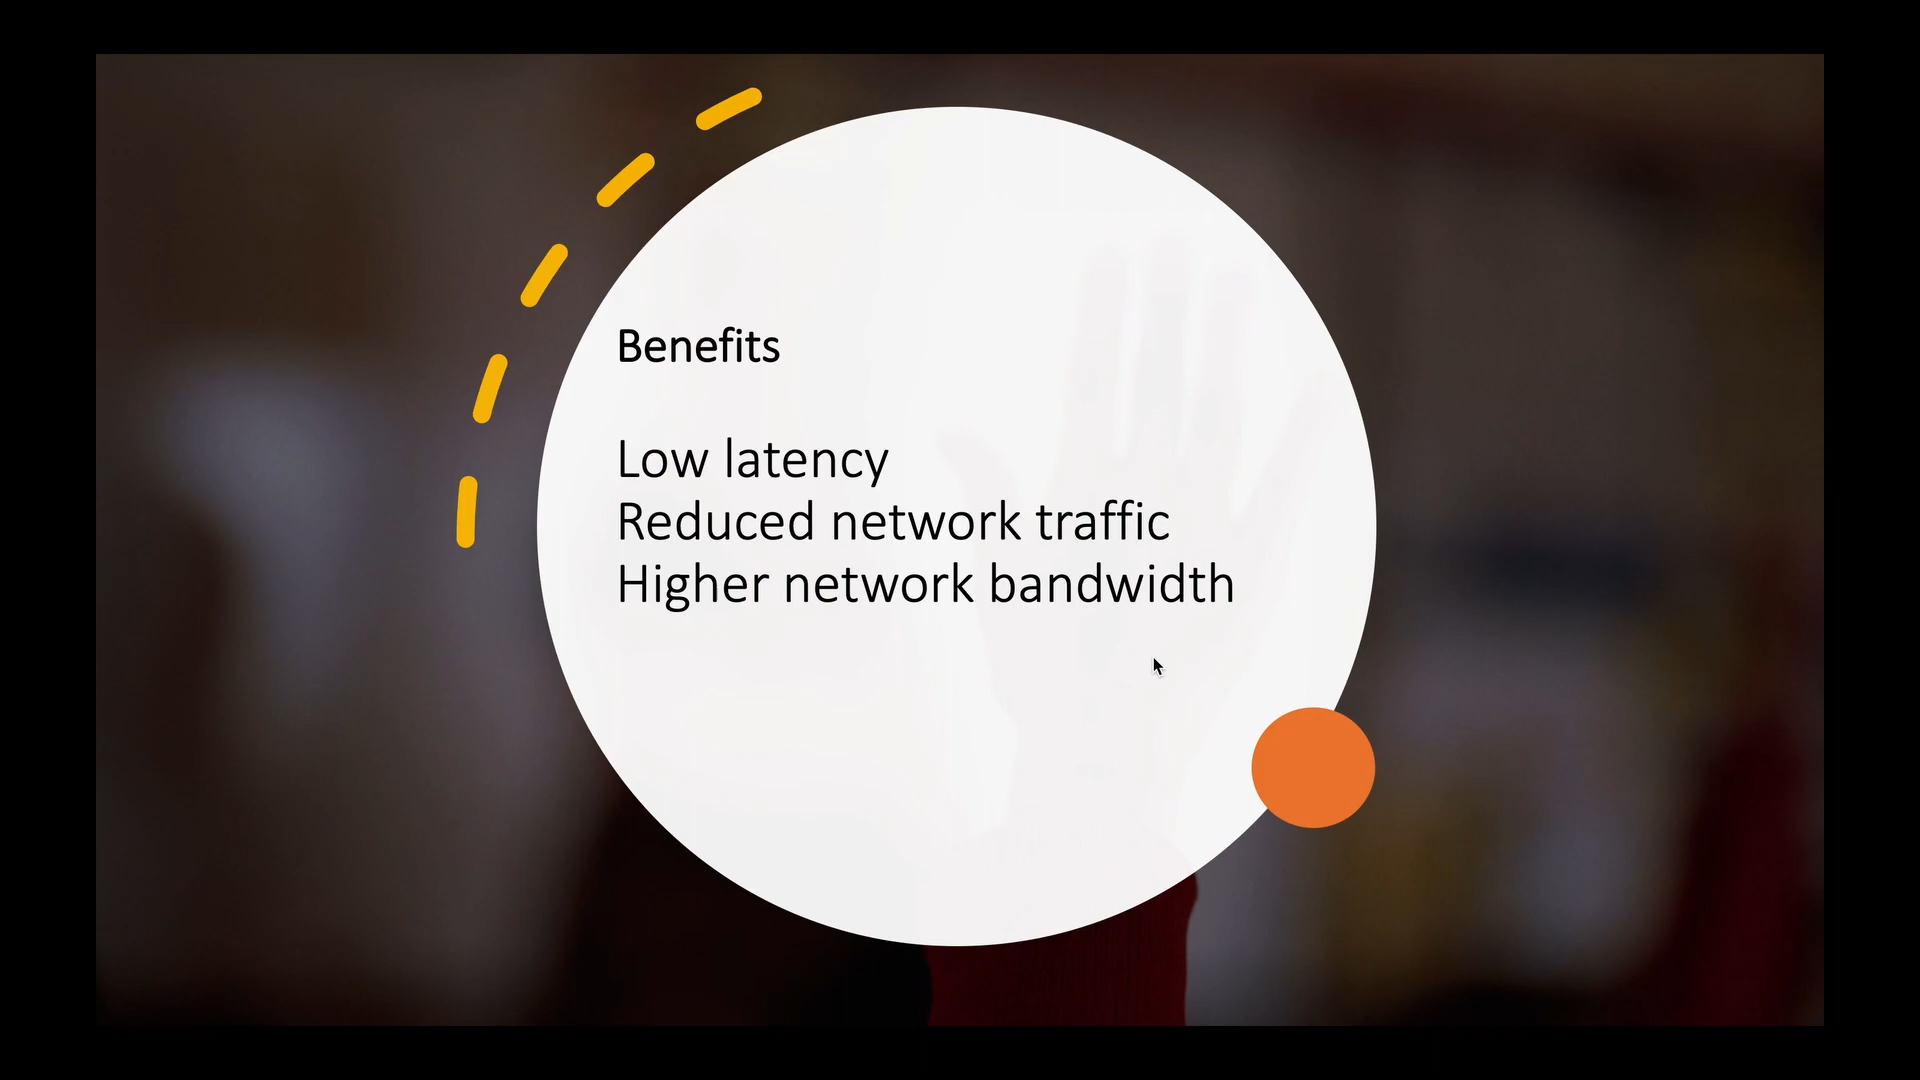 Benefits
Low latency
Reduced network traffic
Higher network bandwidth